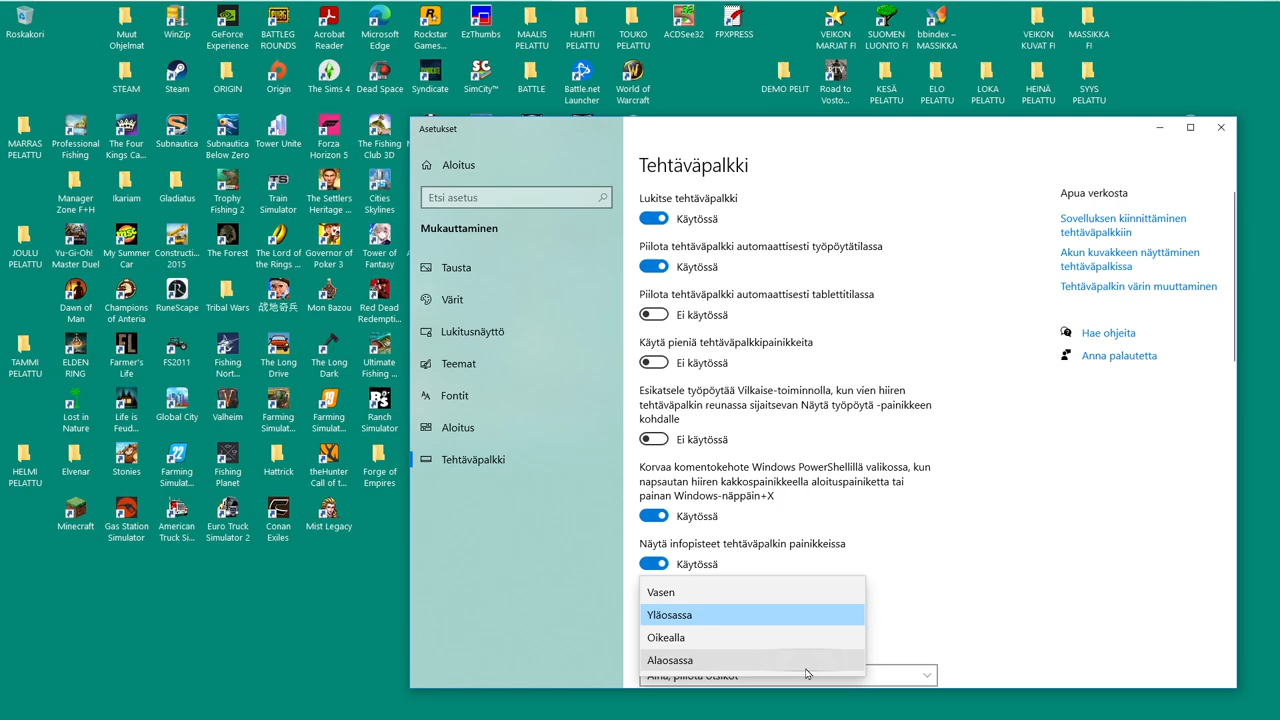 Roskakori
Muut
Ohjelmat
WinZip
GeForce
Experience
BATTLEG
ROUNDS
Acrobat
Reader
Microsoft
Edge
Rockstar
Games...
EzThumbs
MAALIS
PELATTU
HUHTI
PELATTU
TOUKO
PELATTU
ACDSee32
FPXPRESS
VEIKON
MARJAT FI
SUOMEN
LUONTO FI
bbindex –
MASSIKKA
VEIKON
KUVAT FI
MASSIKKA
FI
STEAM
Steam
ORIGIN
Origin
The Sims 4
Dead Space
Syndicate
SimCity™
BATTLE
Battle.net
Launcher
World of
Warcraft
DEMO PELIT
Road to
Vosto...
KESÄ
PELATTU
ELO
PELATTU
LOKA
PELATTU
HEINÄ
PELATTU
SYYS
PELATTU
MARRAS
PELATTU
Professional
Fishing
The Four
Kings Ca...
Subnautica
Subnautica
Below Zero
Tower Unite
Forza
Horizon 5
The Fishing
Club 3D
Manager
Zone F+H
Ikariam
Gladiatus
Trophy
Fishing 2
Train
Simulator
The Settlers
Heritage ...
Cities
Skylines
JOULU
PELATTU
Yu-Gi-Oh!
Master Duel
My Summer
Car
Constructi...
2015
The Forest
The Lord of
the Rings ...
Governor of
Poker 3
Tower of
Fantasy
Dawn of
Man
Champions
of Anteria
RuneScape
Tribal Wars
战地奇兵
Mon Bazou
Red Dead
Redempti...
TAMMI
PELATTU
ELDEN
RING
Farmer's
Life
FS2011
Fishing
Nort...
The Long
Drive
The Long
Dark
Ultimate
Fishing ...
Lost in
Nature
Life is
Feud...
Global City
Valheim
Farming
Simulat...
Farming
Simulat...
Ranch
Simulator
HELMI
PELATTU
Elvenar
Stonies
Farming
Simulat...
Fishing
Planet
Hattrick
theHunter
Call of t...
Forge of
Empires
Minecraft
Gas Station
Simulator
American
Truck Si...
Euro Truck
Simulator 2
Conan
Exiles
Mist Legacy
Asetukset
Aloitus
Etsi asetus
Mukauttaminen
Tausta
Värit
Lukitusnäyttö
Teemat
Fontit
Aloitus
Tehtäväpalkki
Tehtäväpalkki
Lukitse tehtäväpalkki
Käytössä
Piilota tehtäväpalkki automaattisesti työpöytätilassa
Käytössä
Piilota tehtäväpalkki automaattisesti tablettitilassa
Ei käytössä
Käytä pieniä tehtäväpalkkipainikkeita
Ei käytössä
Esikatsele työpöytää Vilkaise-toiminnolla, kun vien hiiren
tehtäväpalkin reunassa sijaitsevan Näytä työpöytä -painikkeen
kohdalle
Ei käytössä
Korvaa komentokehote Windows PowerShellillä valikossa, kun
napsautan hiiren kakkospainikkeella aloituspainiketta tai
painan Windows-näppäin+X
Käytössä
Näytä infopisteet tehtäväpalkin painikkeissa
Käytössä
Vasen
Yläosassa
Oikealla
Alaosassa
Aina, piilota otsikot
Apua verkosta
Sovelluksen kiinnittäminen
tehtäväpalkkiin
Akun kuvakkeen näyttäminen
tehtäväpalkissa
Tehtäväpalkin värin muuttaminen
Hae ohjeita
Anna palautetta